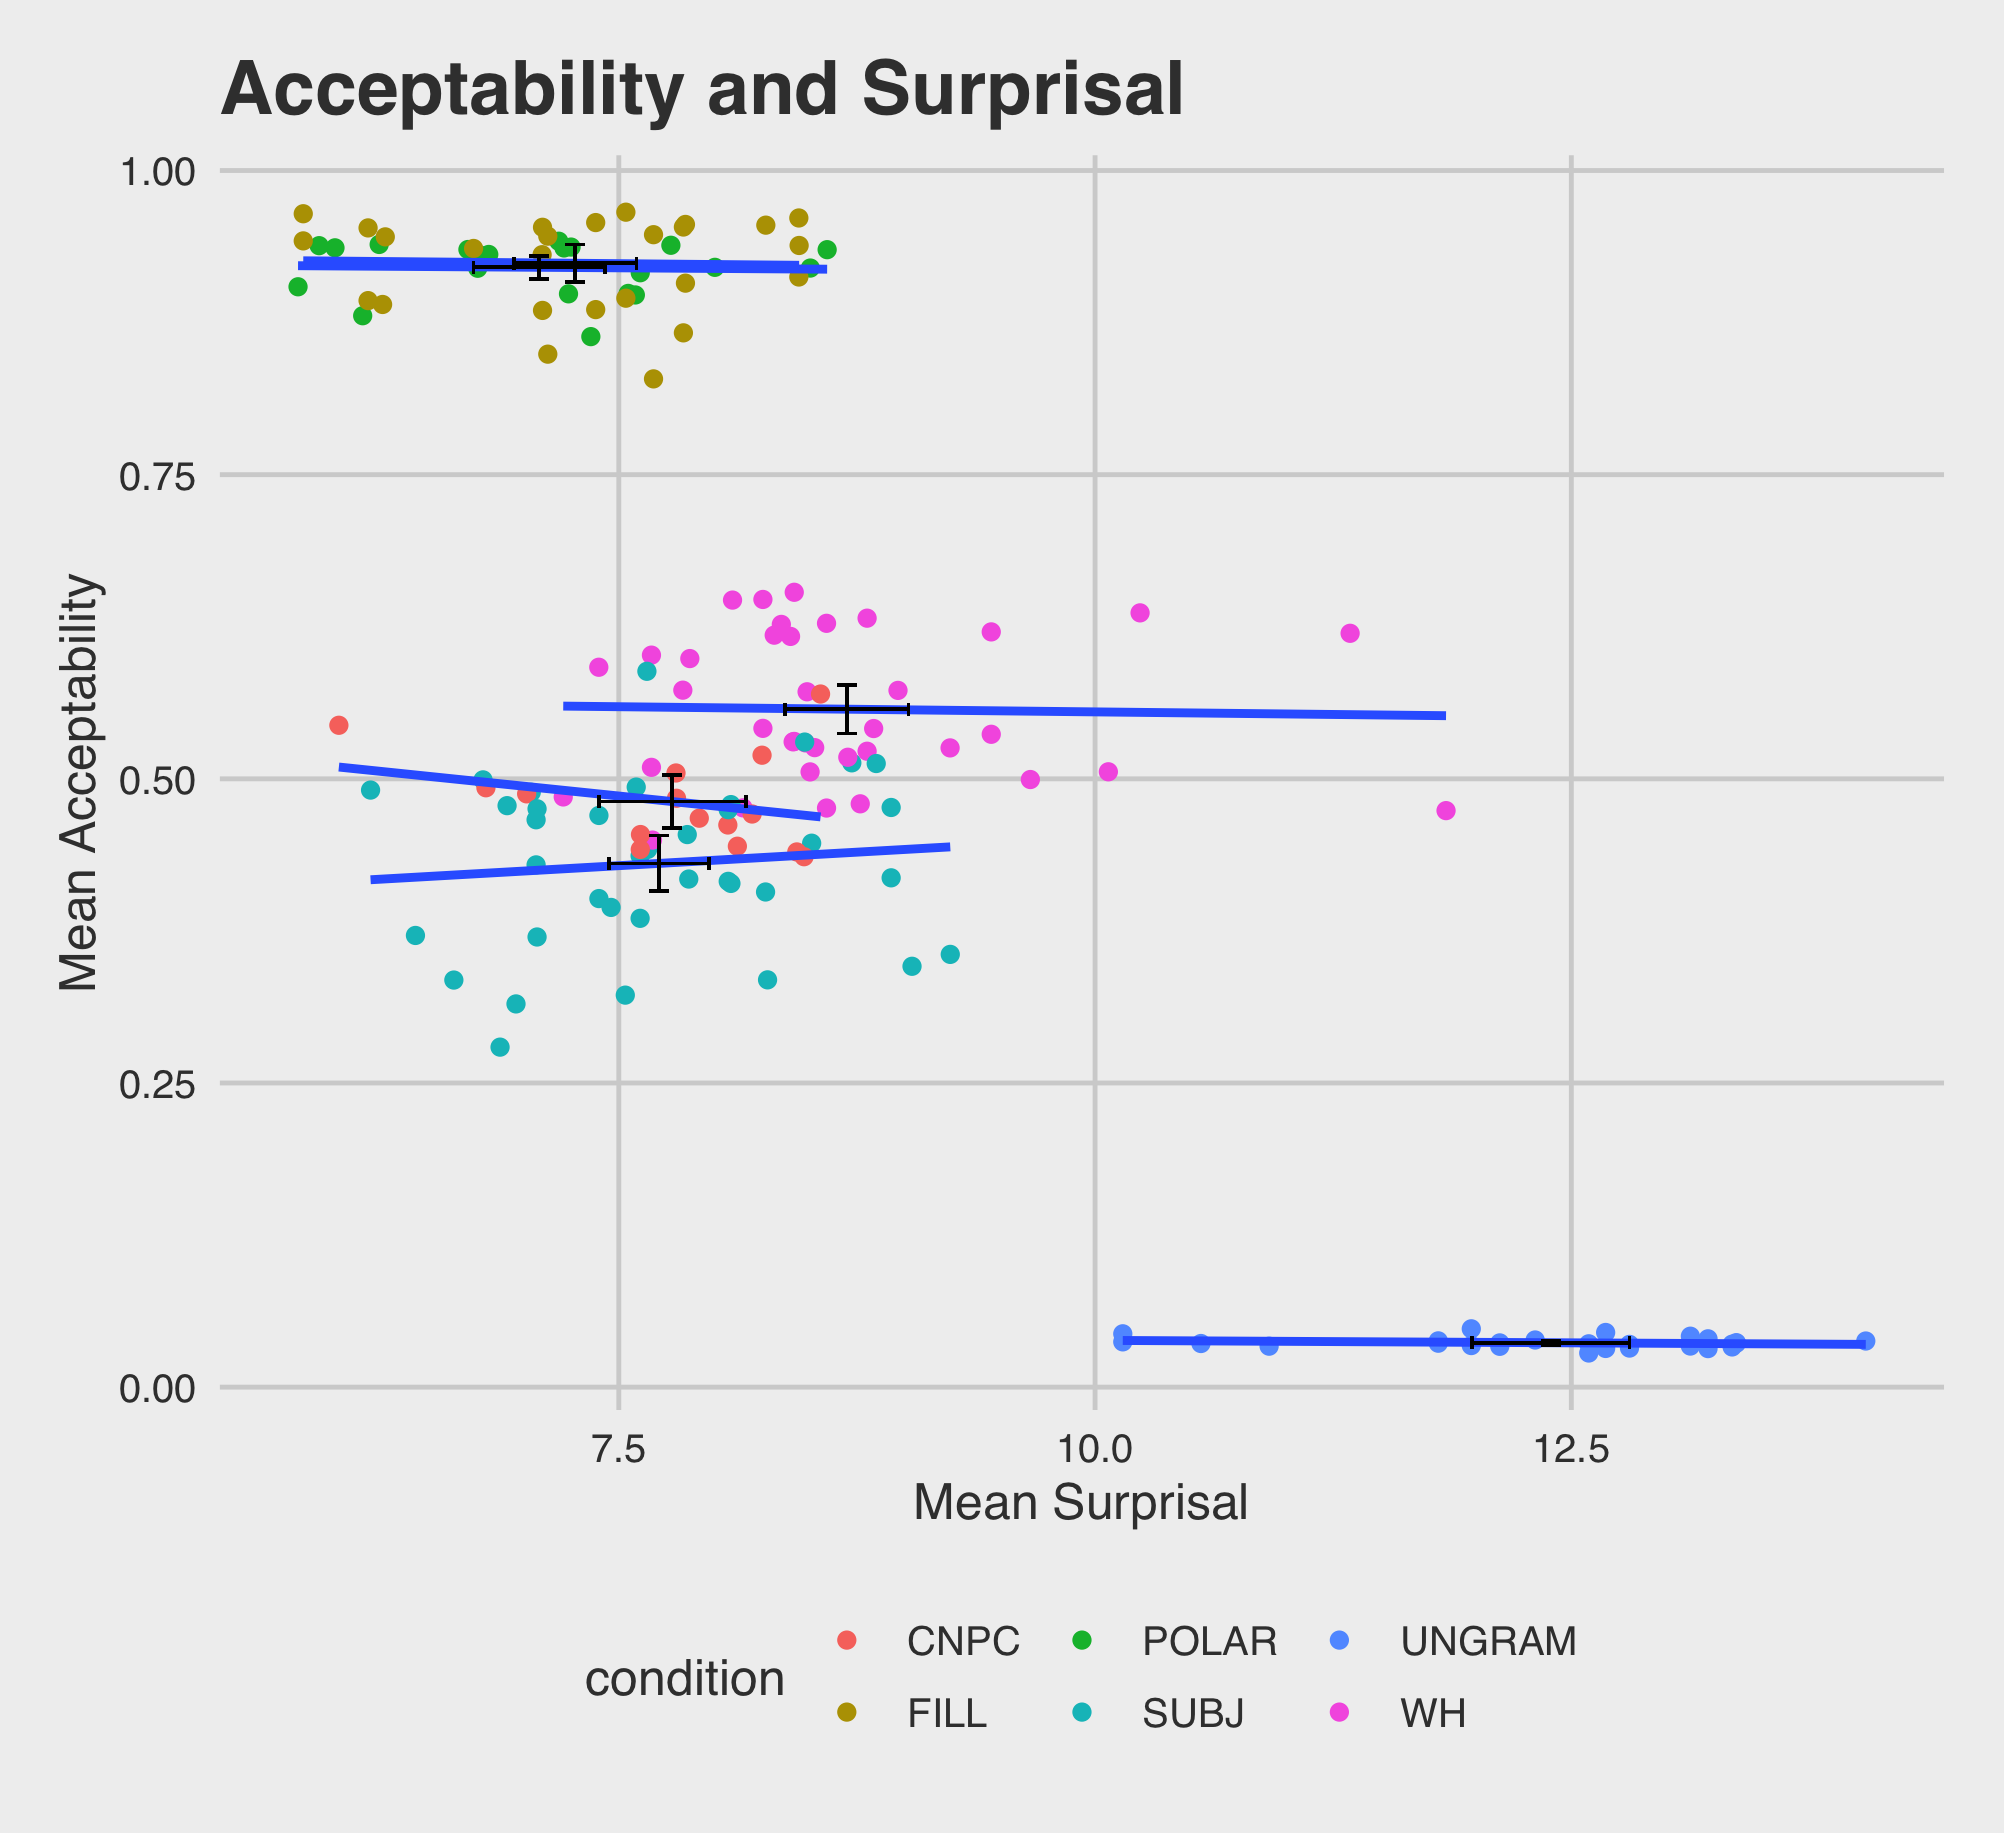 Acceptability and Surprisal
1.00
0.75
0.50
0.25
0.00
Mean Acceptability
7.5 10.0 12.5
Mean Surprisal
condition
CNPC POLAR UNGRAM
FILL SUBJ WH